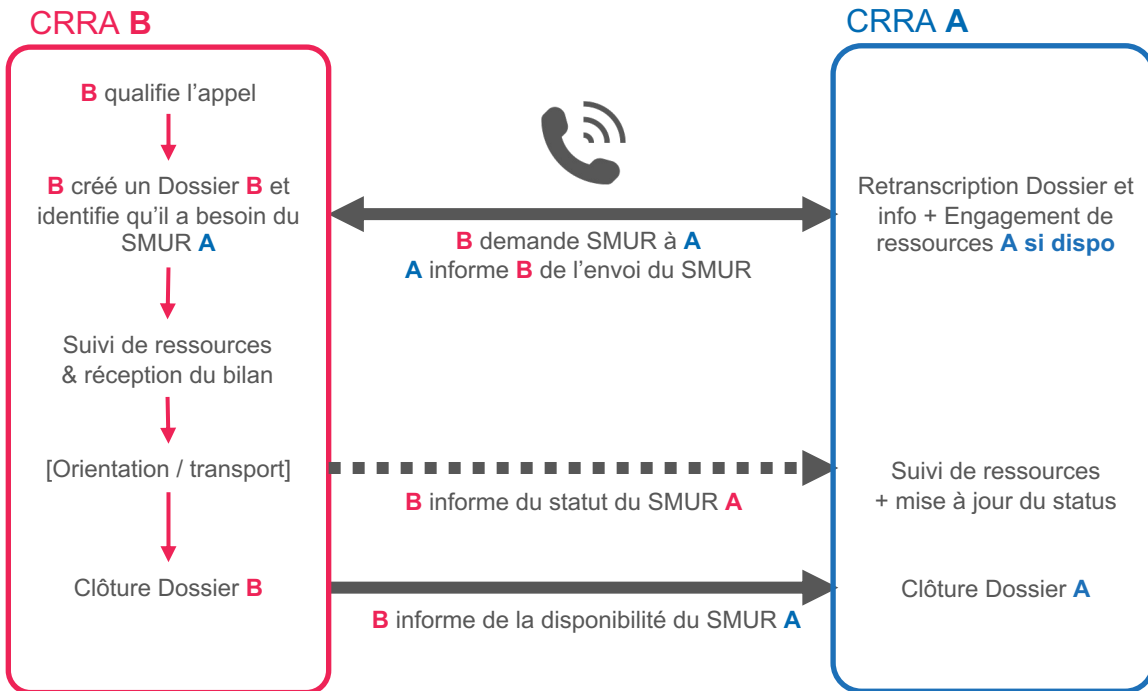 CRRA B
CRRA A
B qualifie l’appel
B créé un Dossier B et
identifie qu’il a besoin du
SMUR A
B demande SMUR à A
A informe B de l’envoi du SMUR
Retranscription Dossier et
info + Engagement de
ressources A si dispo
Suivi de ressources
& réception du bilan
[Orientation / transport]
B informe du statut du SMUR A
Suivi de ressources
+ mise à jour du status
Clôture Dossier B
B informe de la disponibilité du SMUR A
Clôture Dossier A